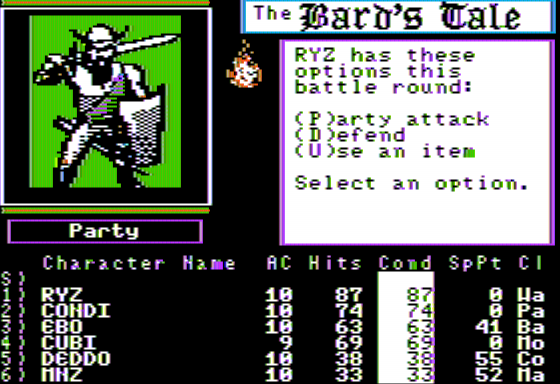 The Bard's Tale
RYZ has these
options this
battle round:
(P)arty attack
(D)efend
(U)se an item
Select an option.
Party
Character Name AC Hits Cond SpPt Cl
S)
1) RYZ 10 87 87 0 Wa
2) CONDI 10 74 74 0 Pa
3) EBO 10 63 63 41 Ba
4) CUBI 9 69 69 0 Mo
5) DEDDO 10 38 38 55 Co
6) MNZ 10 33 33 52 Ma